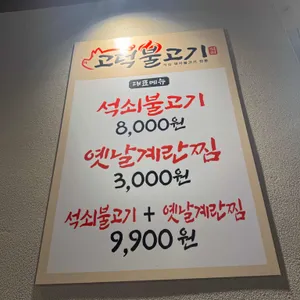 고덕불고기
대표메뉴
석쇠불고기
8,000원
옛날계란찜
3,000원
석쇠불고기 + 옛날계란찜
9,900원